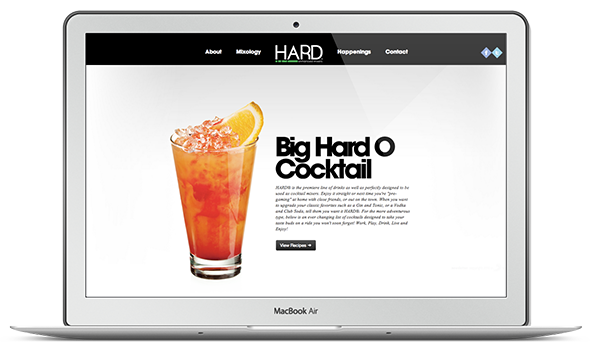 About Mixology HARD Happenings Contact
Big Hard O
Cocktail
HARD® is the premiere line of drinks as well as perfectly designed to be
used as cocktail mixers. Enjoy it straight or next time you're "pre-
gaming" at home with close friends, or out on the town. When you want
to upgrade your classic favorites such as a Gin and Tonic, or a Vodka
and Club Soda, tell them you want it HARD®. For the more adventurous
type, below is an ever changing list of cocktails designed to take your
taste buds on a ride you won't soon forget! Work, Play, Drink, Live and
Enjoy!
View Recipes
MacBook Air